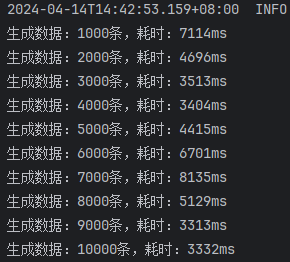 2024-04-14T14:42:53.159+08:00  INFO
生成数据：1000条，耗时：7114ms
生成数据：2000条，耗时：4696ms
生成数据：3000条，耗时：3513ms
生成数据：4000条，耗时：3404ms
生成数据：5000条，耗时：4415ms
生成数据：6000条，耗时：6701ms
生成数据：7000条，耗时：8135ms
生成数据：8000条，耗时：5129ms
生成数据：9000条，耗时：3313ms
生成数据：10000条，耗时：3332ms